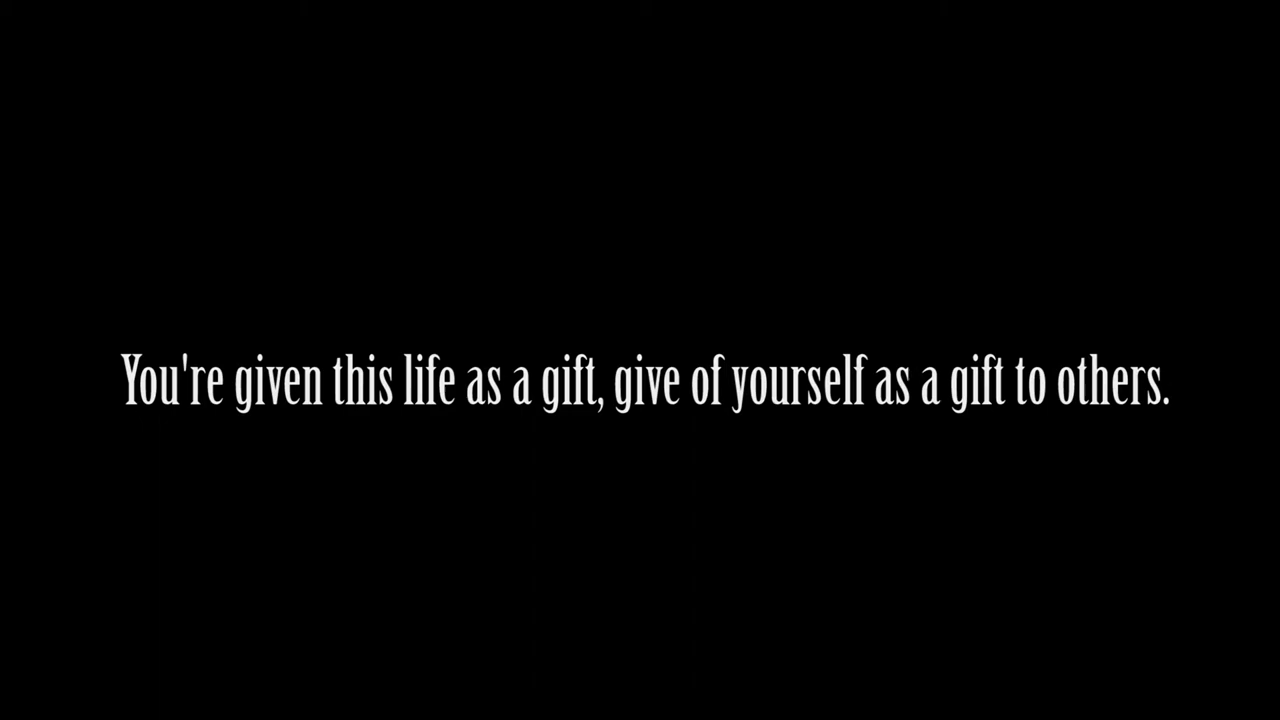 You're given this life as a gift, give of yourself as a gift to others.